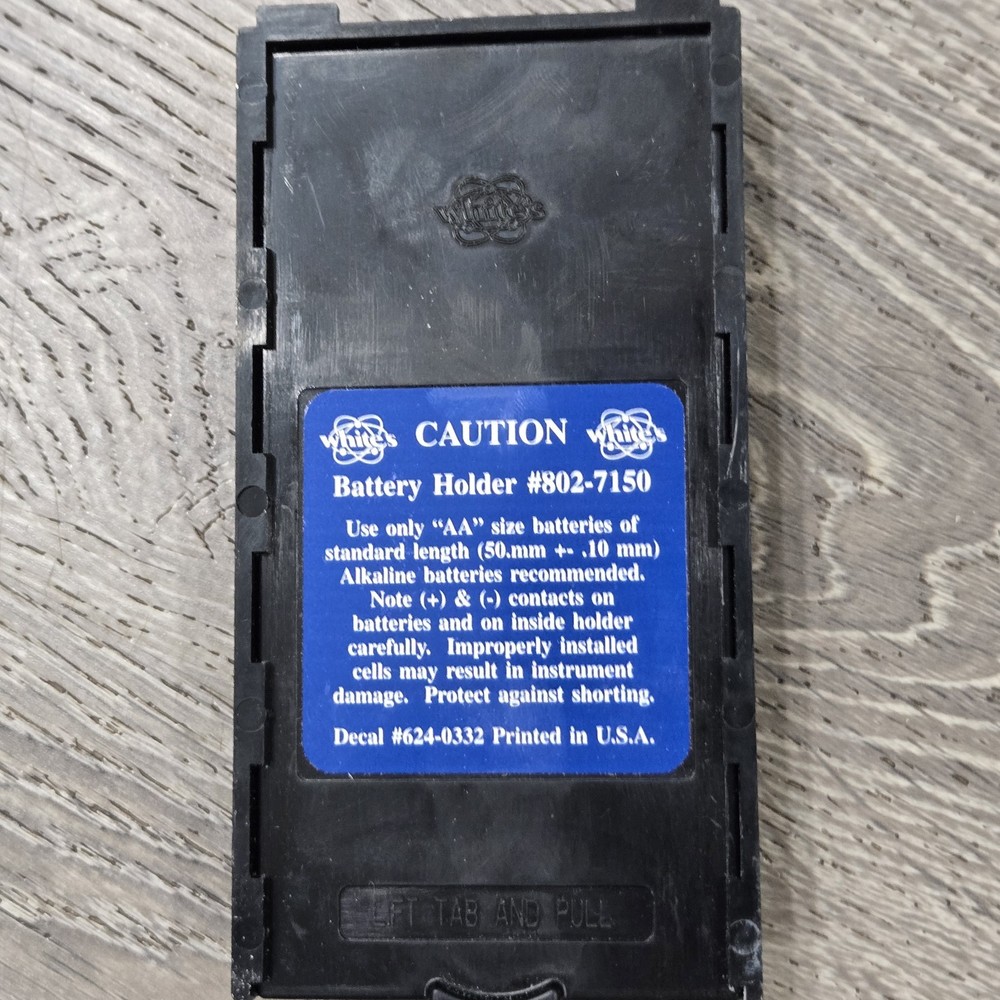 White's
White's CAUTION White's
Battery Holder #802-7150
Use only “AA” size batteries of
standard length (50.mm +- .10 mm)
Alkaline batteries recommended.
Note (+) & (-) contacts on
batteries and on inside holder
carefully. Improperly installed
cells may result in instrument
damage. Protect against shorting.
Decal #624-0332 Printed in U.S.A.
LIFT TAB AND PULL